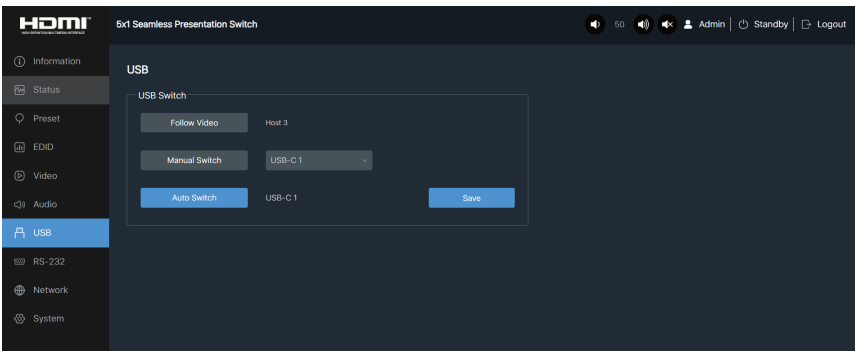 HDMI™
HIGH-DEFINITION MULTIMEDIA INTERFACE
5x1 Seamless Presentation Switch
50
Admin
Standby
Logout
Information
Status
Preset
EDID
Video
Audio
USB
RS-232
Network
System
USB
USB Switch
Follow Video
Host 3
Manual Switch
USB-C 1
Auto Switch
USB-C 1
Save